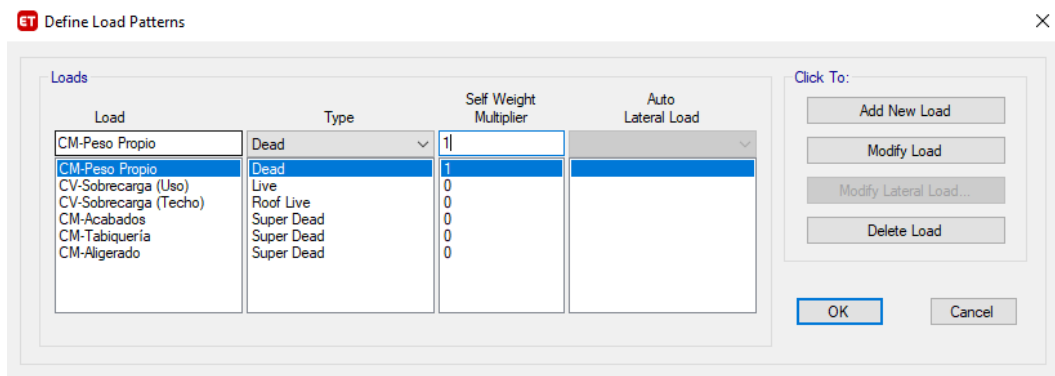 ET Define Load Patterns
Loads
Click To:
Load Type Self Weight Multiplier Auto Lateral Load
CM-Peso Propio Dead 1
CM-Peso Propio Dead 1
CV-Sobrecarga (Uso) Live 0
CV-Sobrecarga (Techo) Roof Live 0
CM-Acabados Super Dead 0
CM-Tabiquería Super Dead 0
CM-Aligerado Super Dead 0
Add New Load
Modify Load
Modify Lateral Load...
Delete Load
OK Cancel